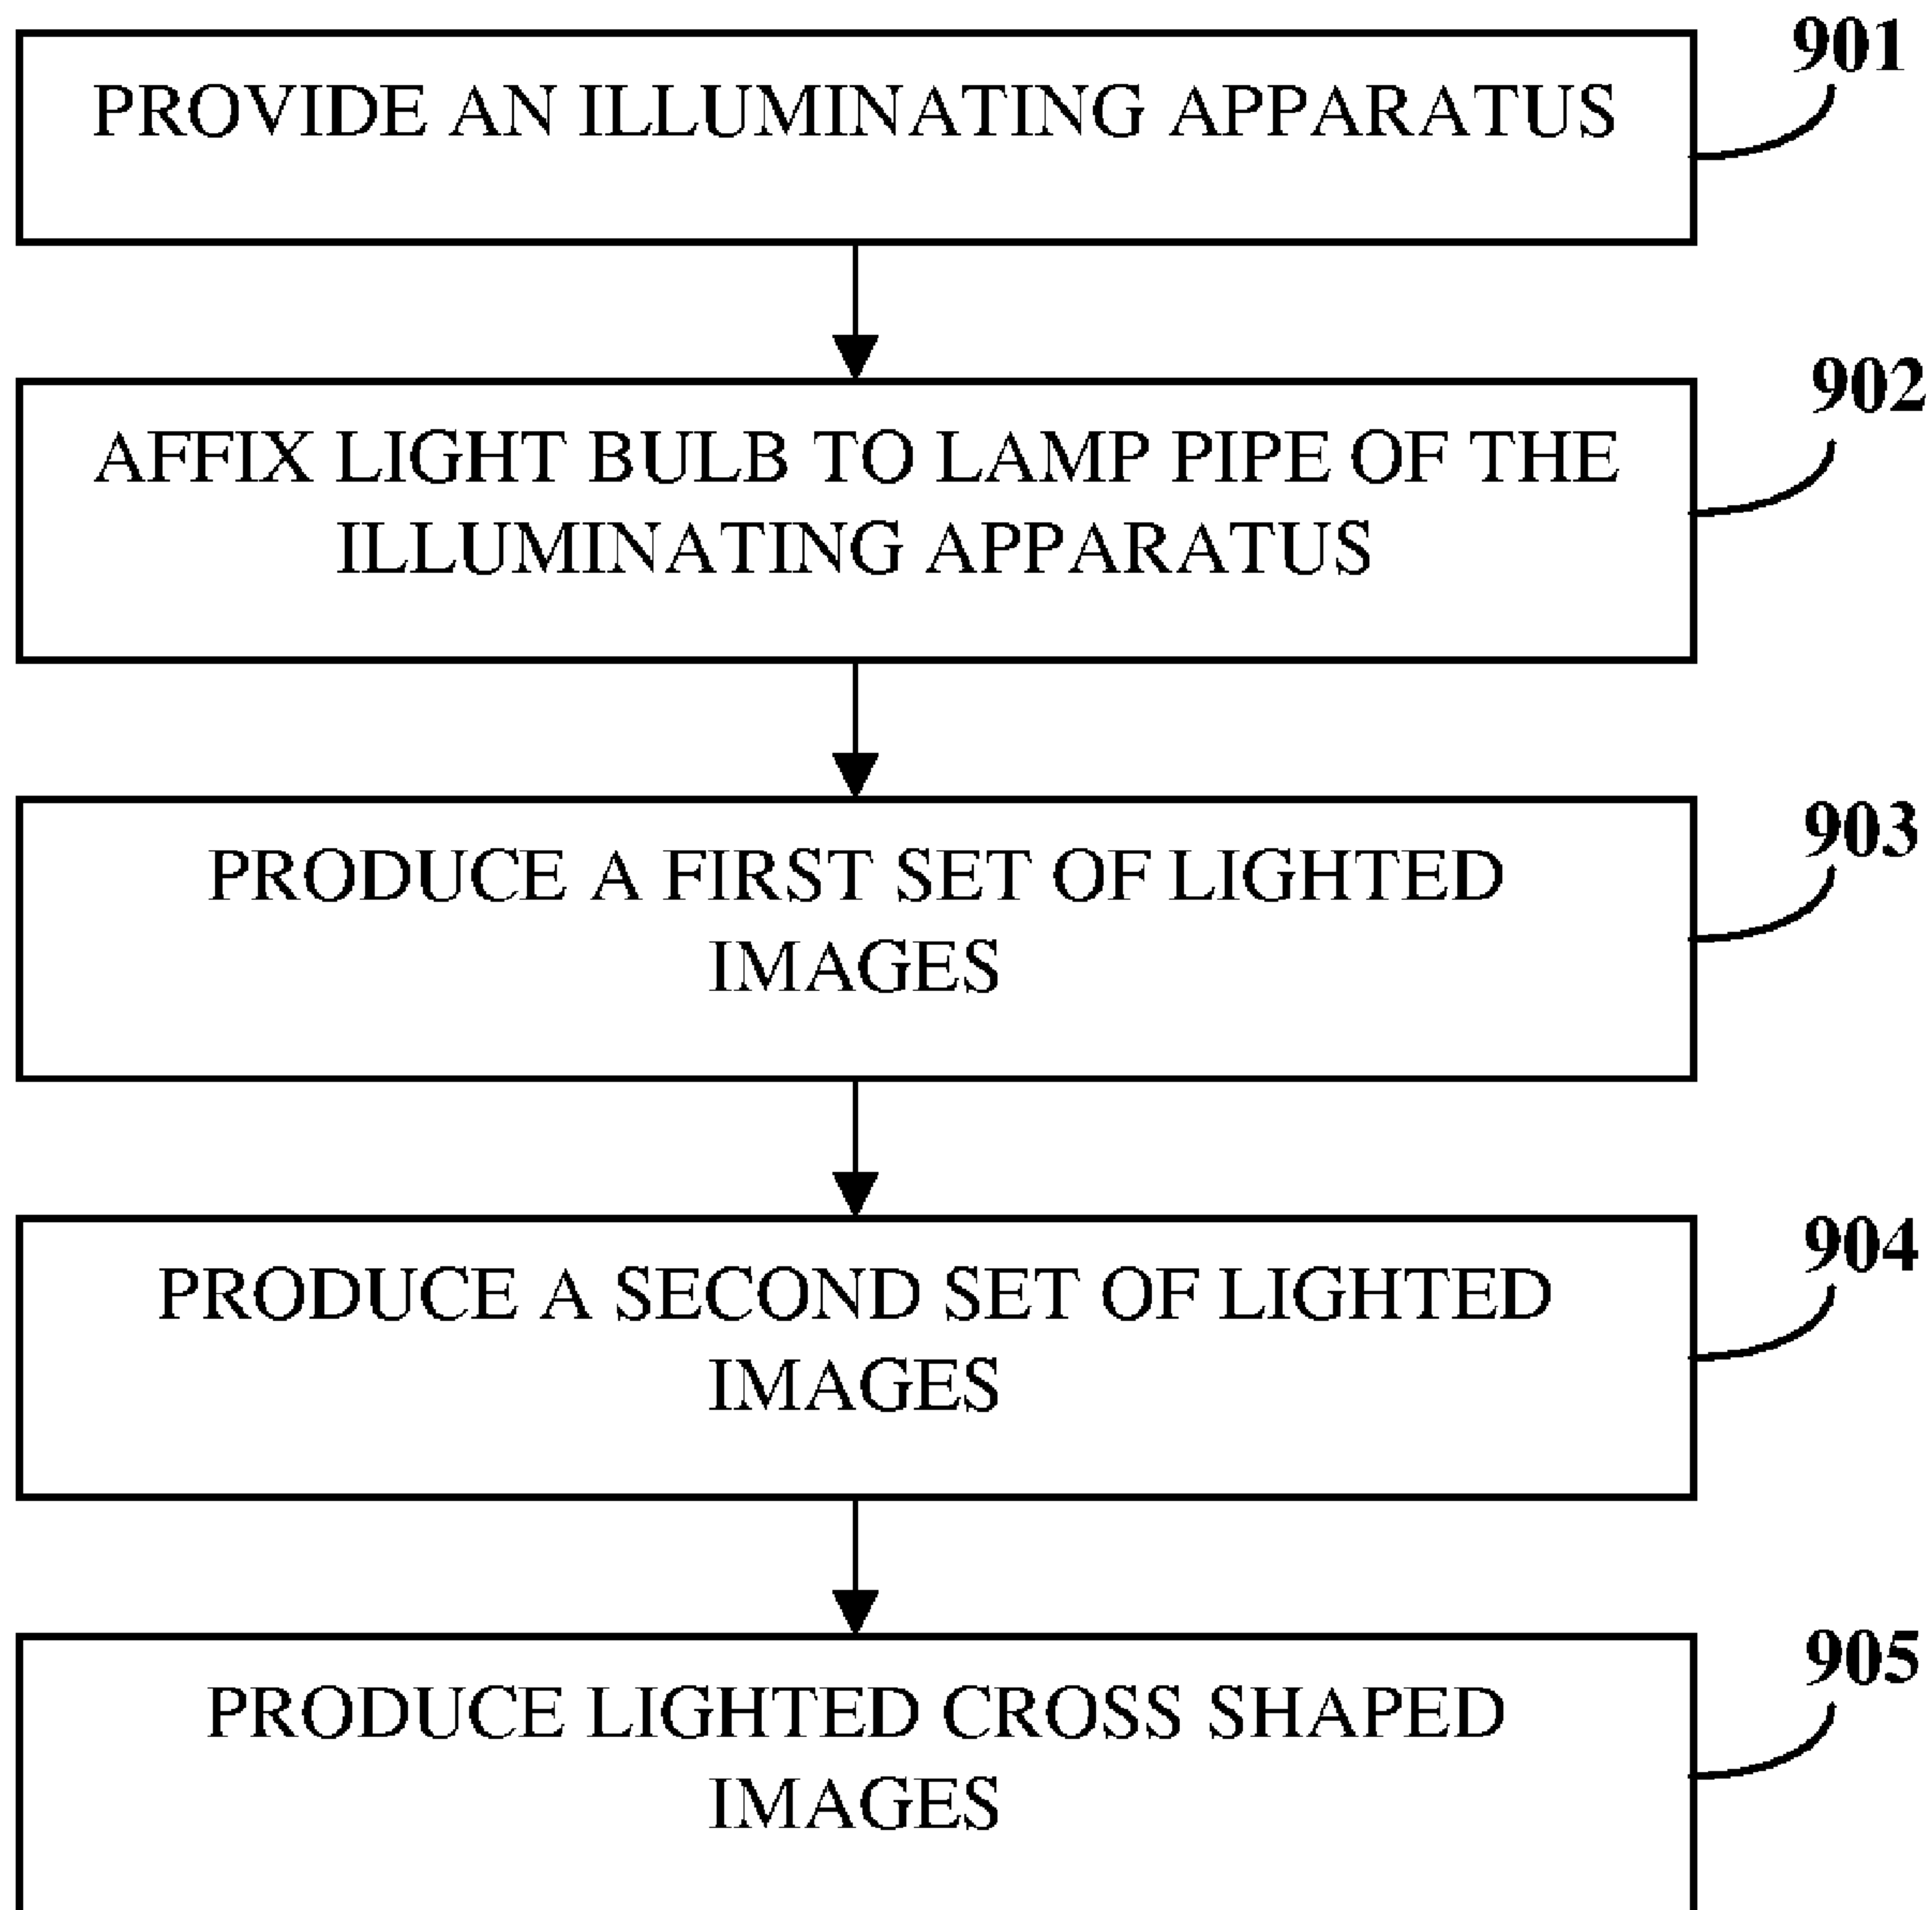 901
PROVIDE AN ILLUMINATING APPARATUS
902
AFFIX LIGHT BULB TO LAMP PIPE OF THE
ILLUMINATING APPARATUS
903
PRODUCE A FIRST SET OF LIGHTED
IMAGES
904
PRODUCE A SECOND SET OF LIGHTED
IMAGES
905
PRODUCE LIGHTED CROSS SHAPED
IMAGES